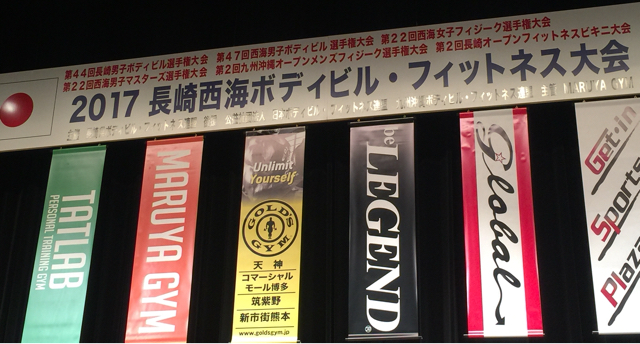 第44回長崎男子ボディビル選手権大会 第47回西海男子ボディビル選手権大会 第22回西海女子フィジーク選手権大会
第22回西海男子マスターズ選手権大会 第2回九州沖縄オープンメンズフィジーク選手権大会 第2回長崎オープンフィットネスビキニ大会
2017 長崎西海ボディビル・フィットネス大会
主管 MARUYA GYM
TATLAB
PERSONAL TRAINING GYM
MARUYA GYM
Unlimit
Yourself
GOLD'S
GYM
天神
コマーシャル
モール博多
筑紫野
新市街熊本
www.goldsgym.jp
be
LEGEND®
Global
Get-In
Sports
Plaza